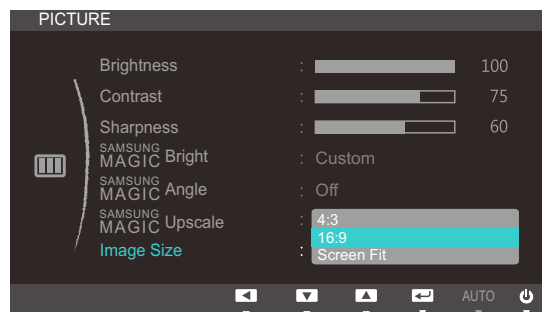 PICTURE
Brightness : 100
Contrast : 75
Sharpness : 60
SAMSUNG
MAGIC Bright : Custom
SAMSUNG
MAGIC Angle : Off
SAMSUNG
MAGIC Upscale :
4:3
16:9
Image Size :
Screen Fit
AUTO